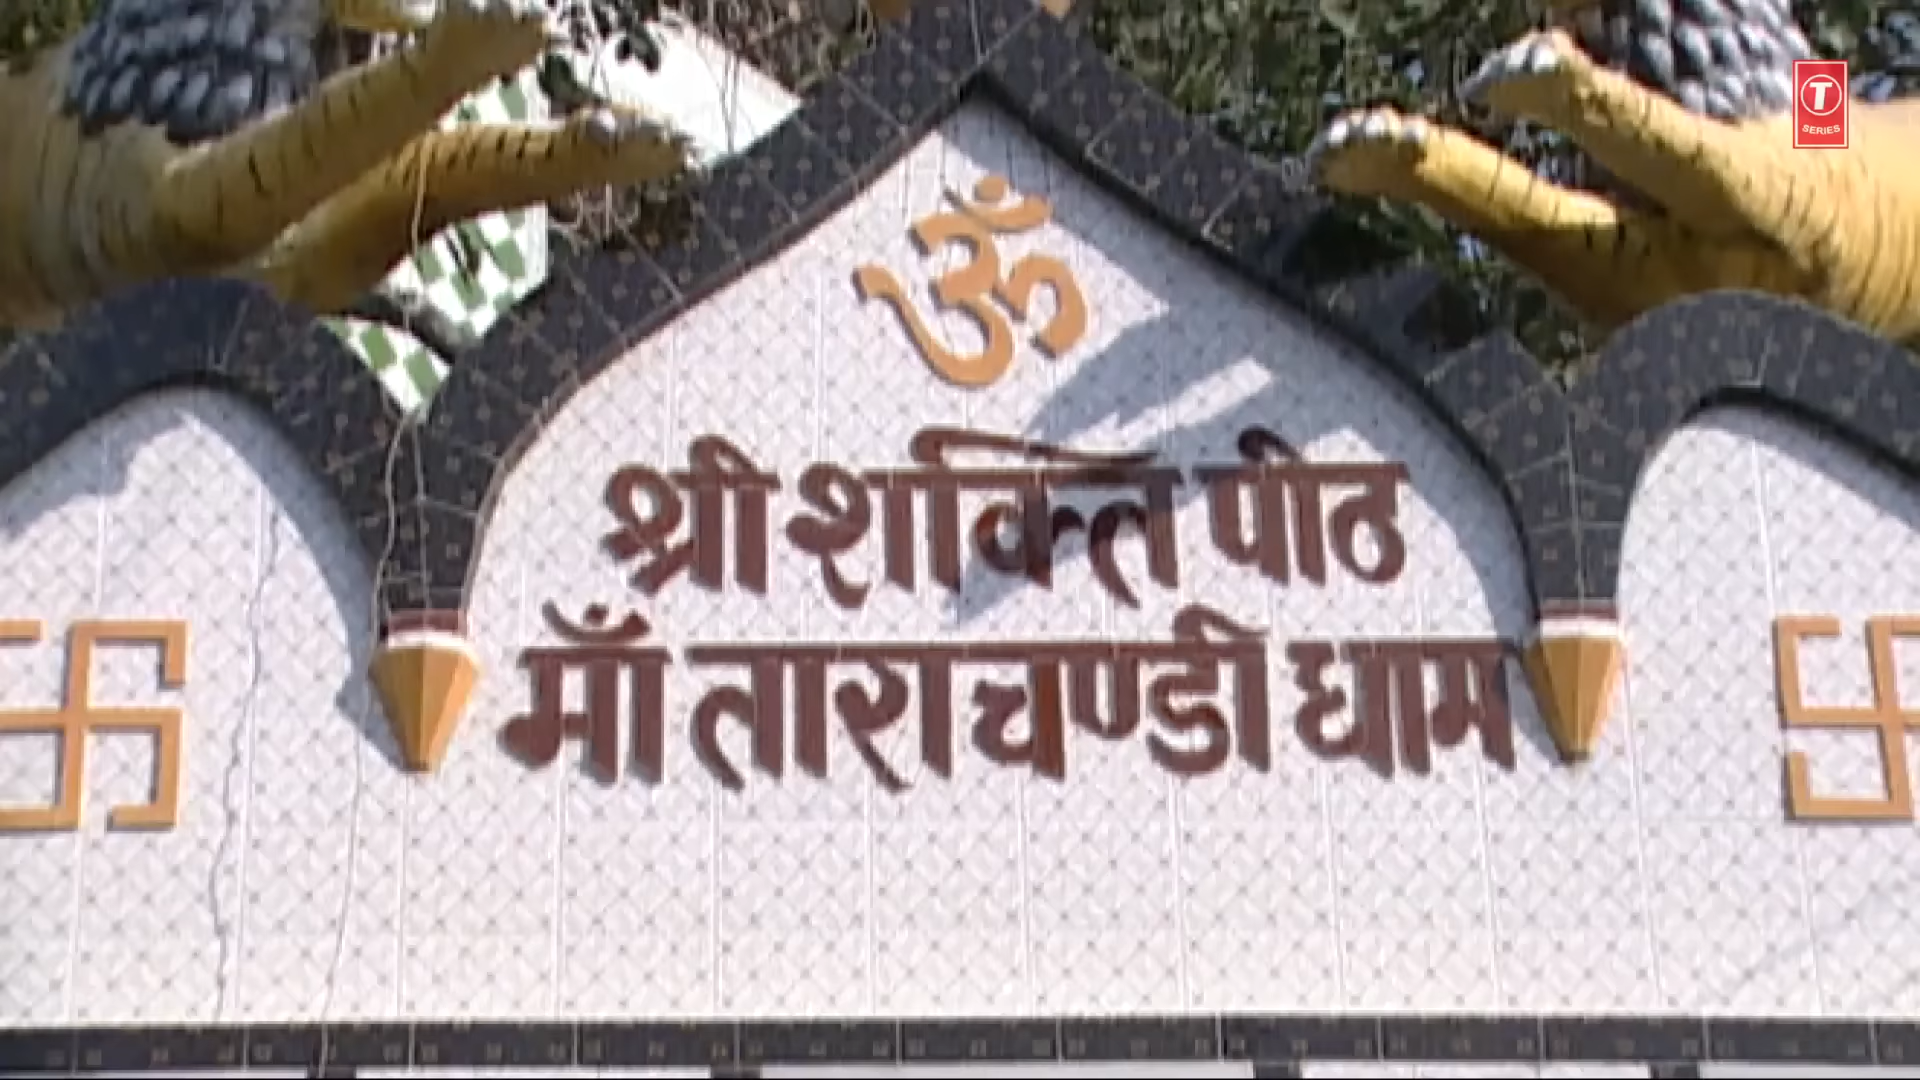 T
SERIES
ॐ
श्री शक्ति पीठ
माँ ताराचण्डी धाम